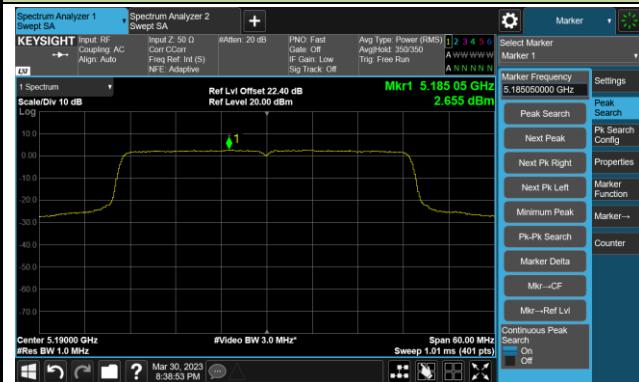 Spectrum Analyzer 1
Swept SA
Spectrum Analyzer 2
Swept SA
+
Marker
KEYSIGHT
Input: RF
Coupling: AC
Align: Auto
Input Z: 50 Ω
Corr CCorr
Freq Ref: Int (S)
NFE: Adaptive
#Atten: 20 dB
PNO: Fast
Gate: Off
IF Gain: Low
Sig Track: Off
Avg Type: Power (RMS)
Avg|Hold: 350/350
Trig: Free Run
1 2 3 4 5 6
A W W W W W
A N N N N N
LXI
Select Marker
Marker 1
1 Spectrum
Scale/Div 10 dB
Log
Ref Lvl Offset 22.40 dB
Ref Level 20.00 dBm
Mkr1 5.185 05 GHz
2.655 dBm
1
10.0
0.00
-10.0
-20.0
-30.0
-40.0
-50.0
-60.0
-70.0
Center 5.19000 GHz
#Res BW 1.0 MHz
#Video BW 3.0 MHz*
Span 60.00 MHz
Sweep 1.01 ms (401 pts)
Marker Frequency
5.185050000 GHz
Peak Search
Next Peak
Next Pk Right
Next Pk Left
Minimum Peak
Pk-Pk Search
Marker Delta
Mkr→CF
Mkr→Ref Lvl
Continuous Peak
Search
On
Off
Settings
Peak
Search
Pk Search
Config
Properties
Marker
Function
Marker→
Counter
?
Mar 30, 2023
8:38:53 PM